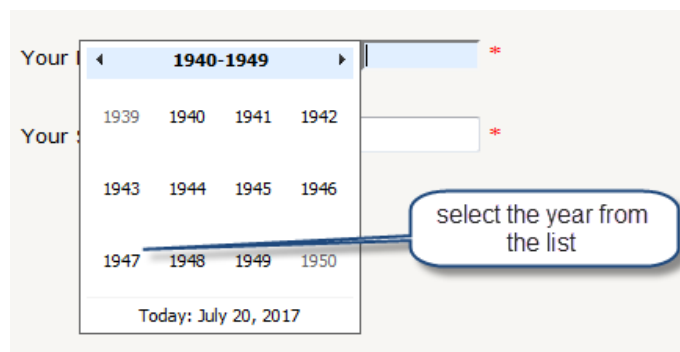 Your
1940-1949
*
1939 1940 1941 1942
Your
*
1943 1944 1945 1946
select the year from
the list
1947 1948 1949 1950
Today: July 20, 2017